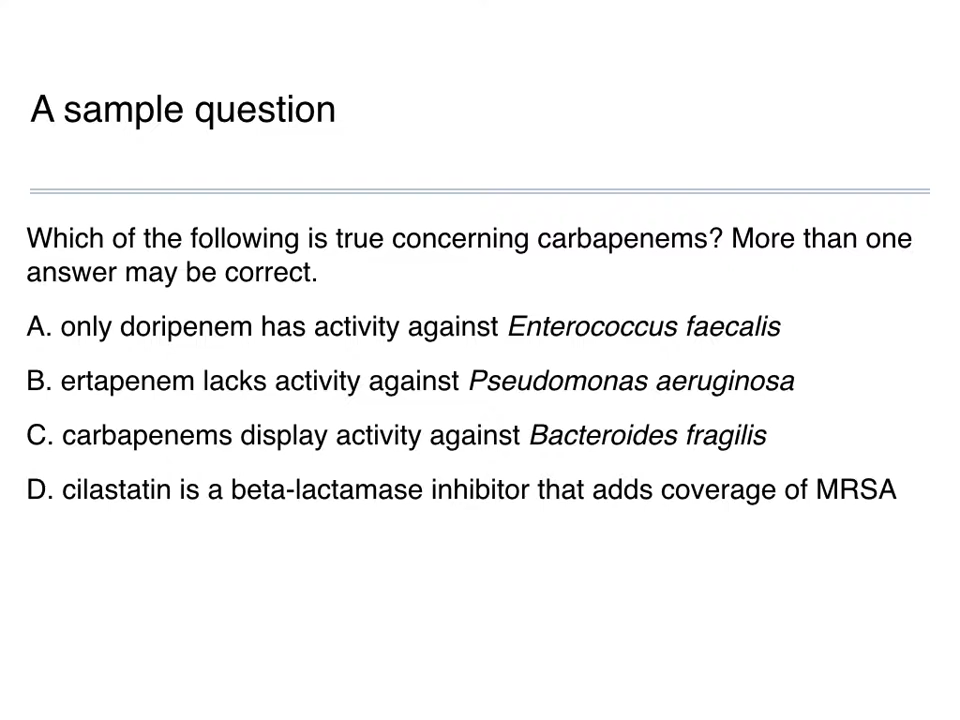 A sample question
Which of the following is true concerning carbapenems? More than one
answer may be correct.
A. only doripenem has activity against Enterococcus faecalis
B. ertapenem lacks activity against Pseudomonas aeruginosa
C. carbapenems display activity against Bacteroides fragilis
D. cilastatin is a beta-lactamase inhibitor that adds coverage of MRSA